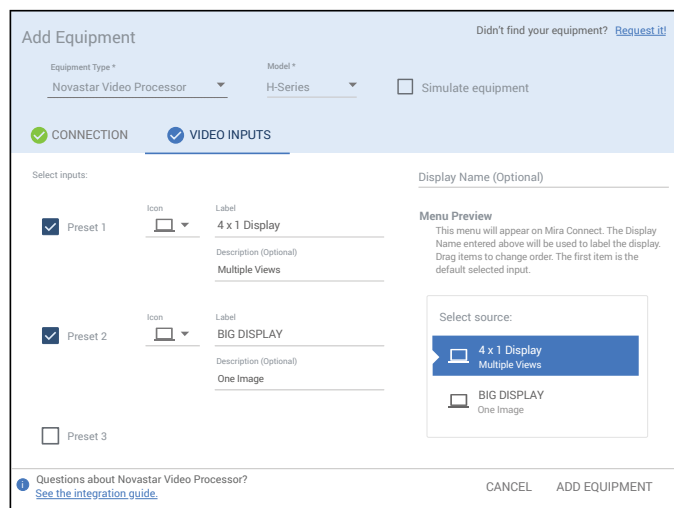 Add Equipment
Didn't find your equipment? Request it!
Equipment Type *
Novastar Video Processor
Model *
H-Series
Simulate equipment
CONNECTION
VIDEO INPUTS
Select inputs:
Preset 1
Icon
Label
4 x 1 Display
Description (Optional)
Multiple Views
Preset 2
Icon
Label
BIG DISPLAY
Description (Optional)
One Image
Preset 3
Display Name (Optional)
Menu Preview
This menu will appear on Mira Connect. The Display
Name entered above will be used to label the display.
Drag items to change order. The first item is the
default selected input.
Select source:
4 x 1 Display
Multiple Views
BIG DISPLAY
One Image
i
Questions about Novastar Video Processor?
See the integration guide.
CANCEL
ADD EQUIPMENT